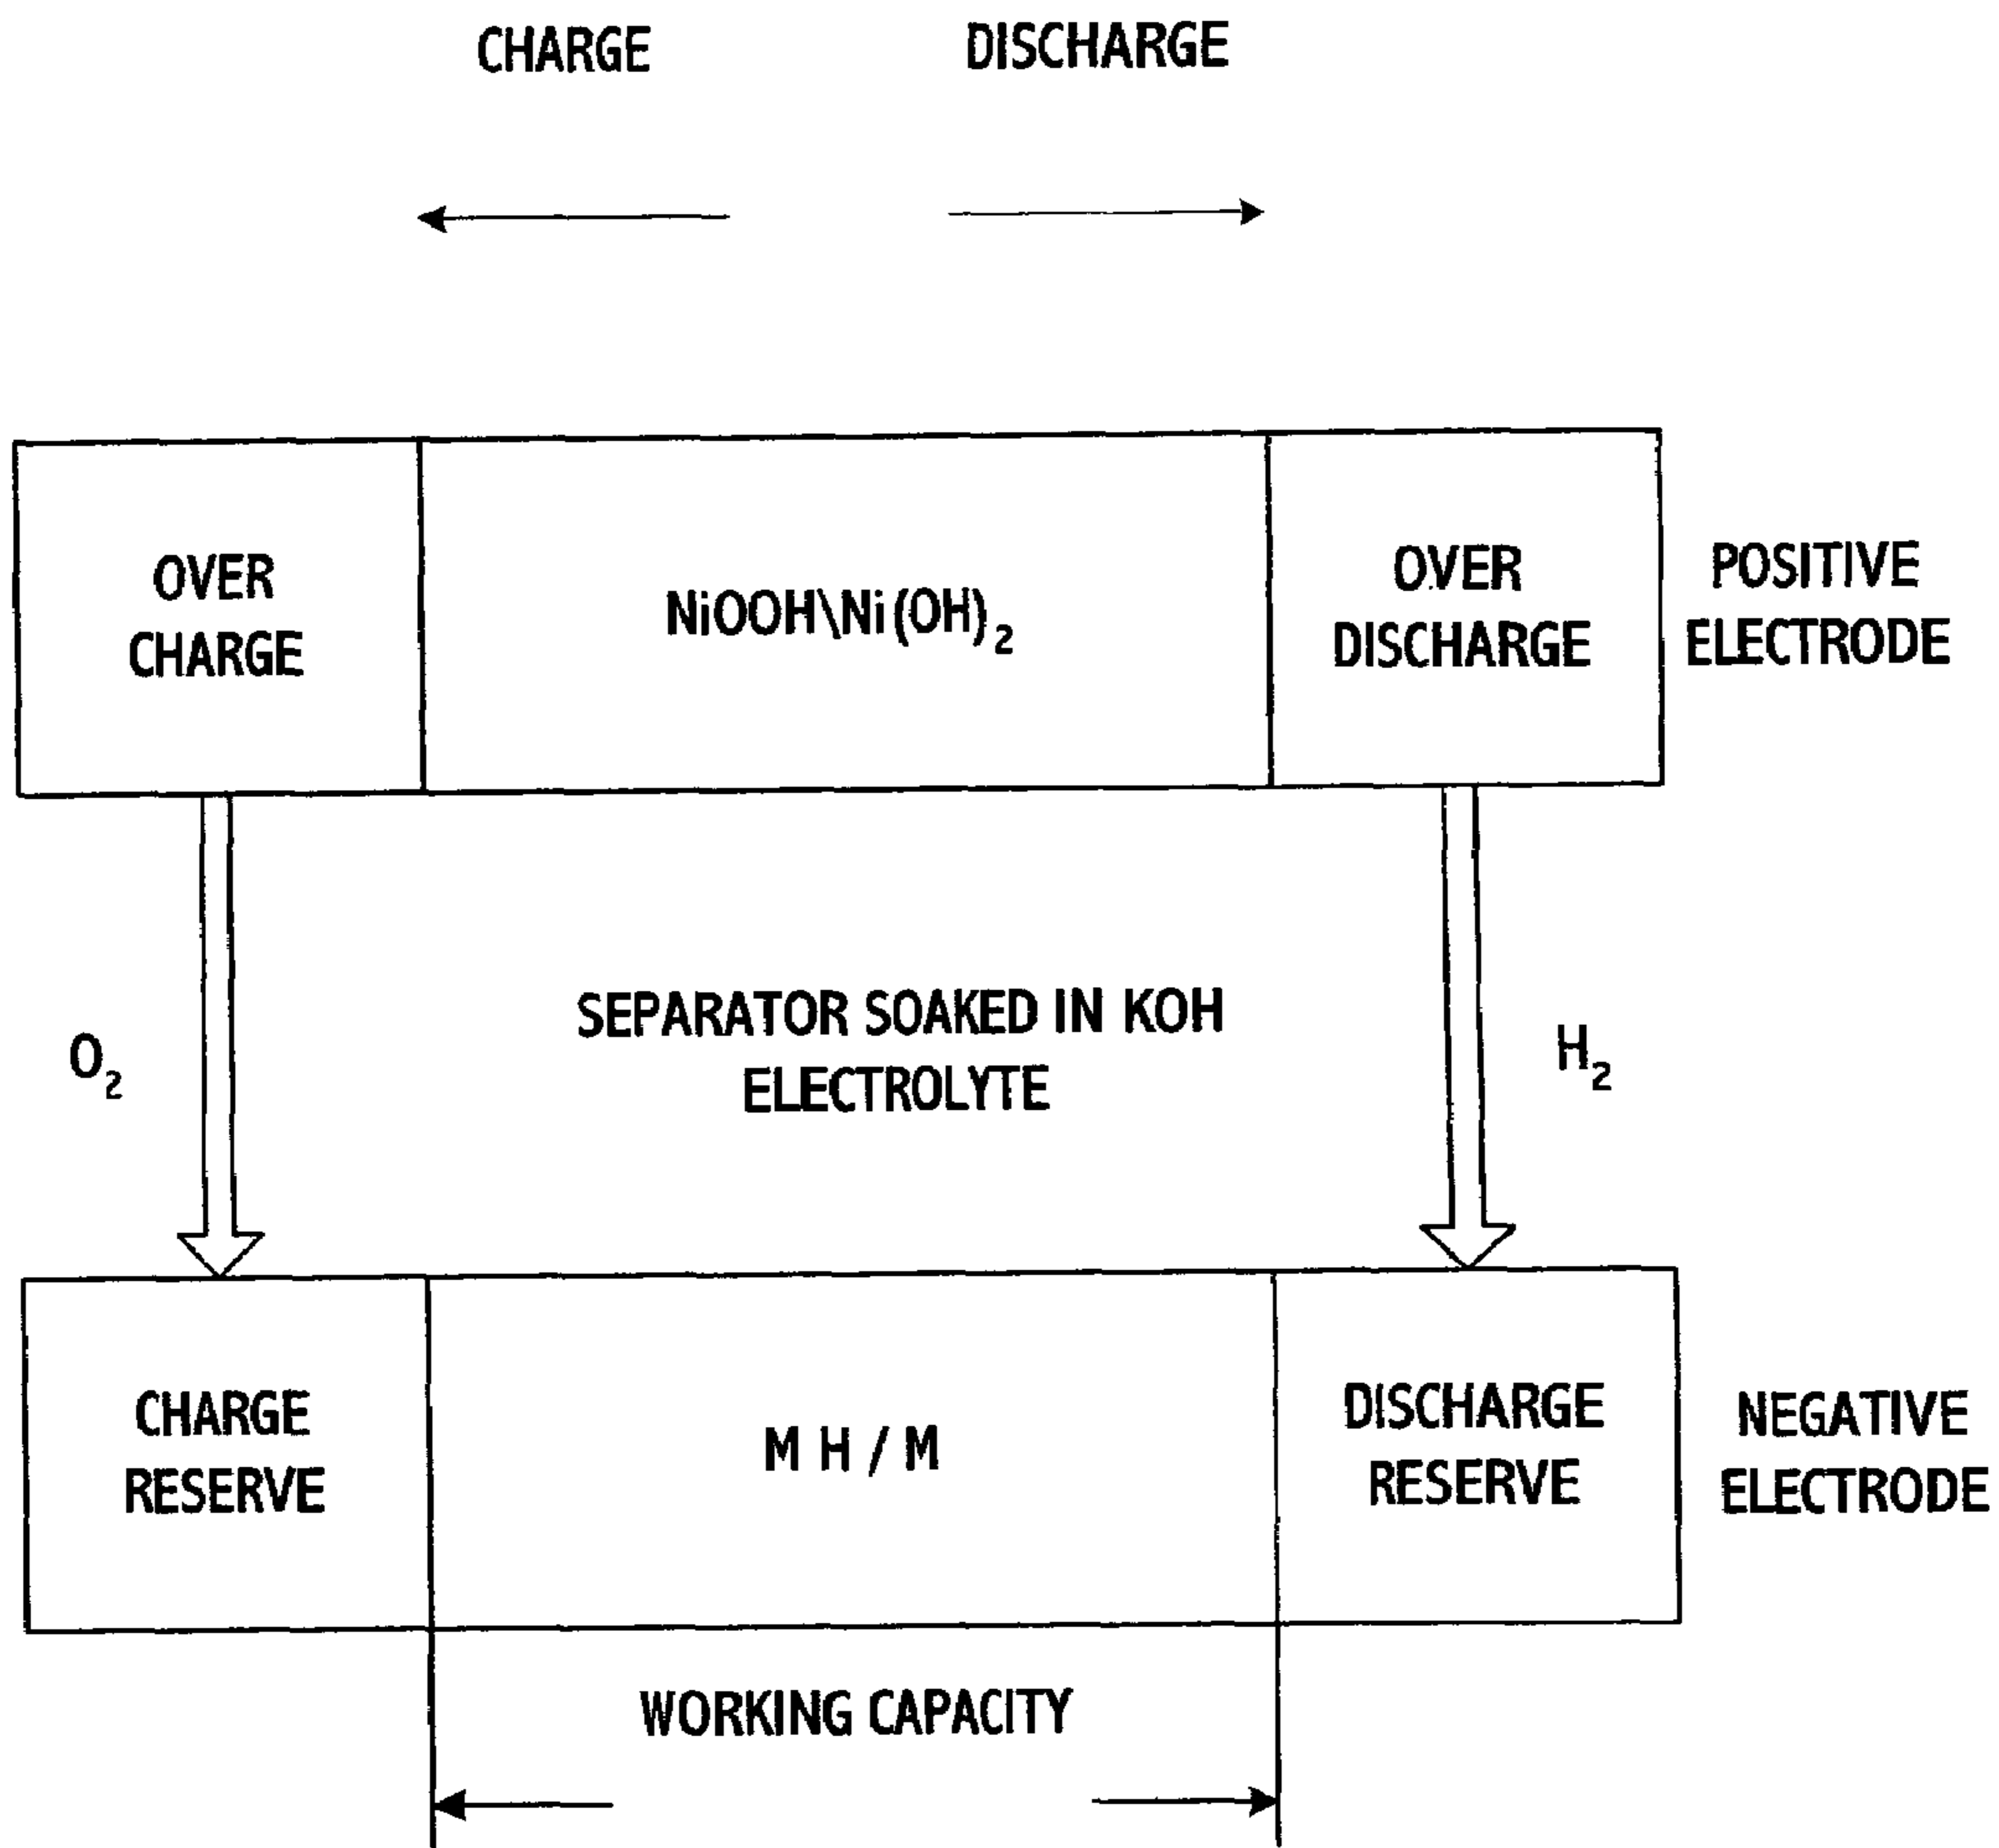 CHARGE DISCHARGE
OVER
CHARGE
NiOOH\Ni(OH)₂
OVER
DISCHARGE
POSITIVE
ELECTRODE
O₂
SEPARATOR SOAKED IN KOH
ELECTROLYTE
H₂
CHARGE
RESERVE
M H / M
DISCHARGE
RESERVE
NEGATIVE
ELECTRODE
WORKING CAPACITY